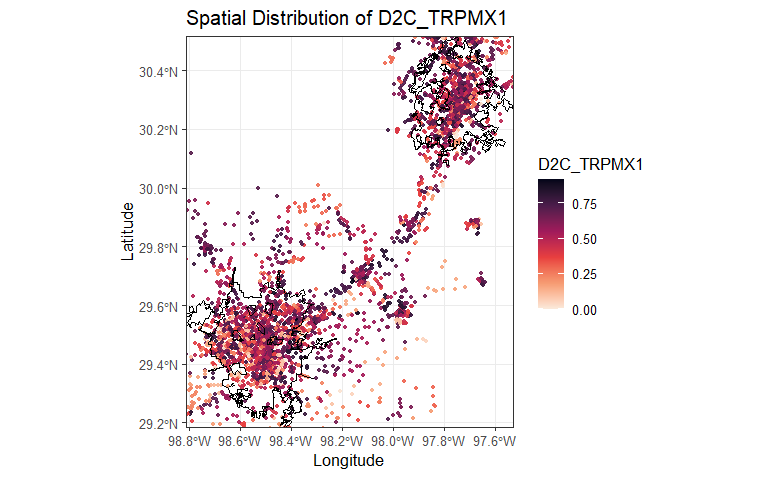 Spatial Distribution of D2C_TRPMX1
30.4°N
30.2°N
30.0°N
29.8°N
29.6°N
29.4°N
29.2°N
Latitude
98.8°W 98.6°W 98.4°W 98.2°W 98.0°W 97.8°W 97.6°W
Longitude
D2C_TRPMX1
0.75
0.50
0.25
0.00